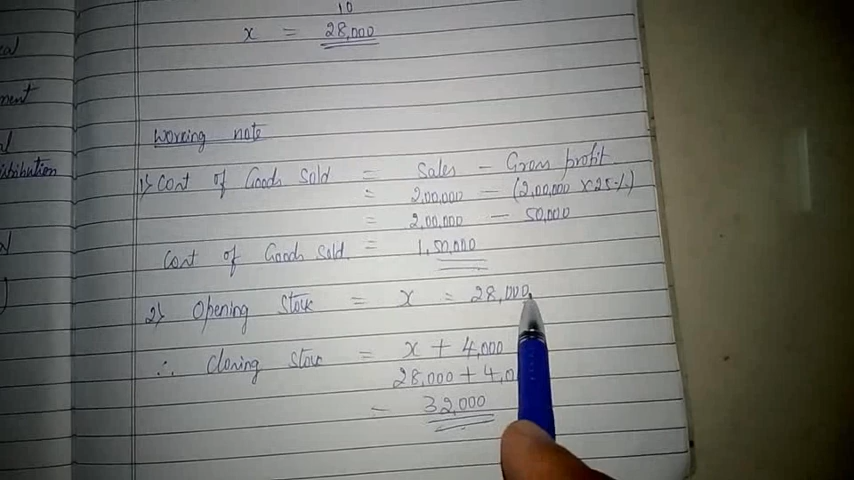 10
x = 28,000
Working note
1) Cost of Goods Sold = Sales - Gross profit
= 2,00,000 - (2,00,000 x 25%)
= 2,00,000 - 50,000
Cost of Goods Sold. = 1,50,000
2) Opening Stock = x = 28,000
∴ Closing Stock = x + 4,000
28,000 + 4,0
= 32,000